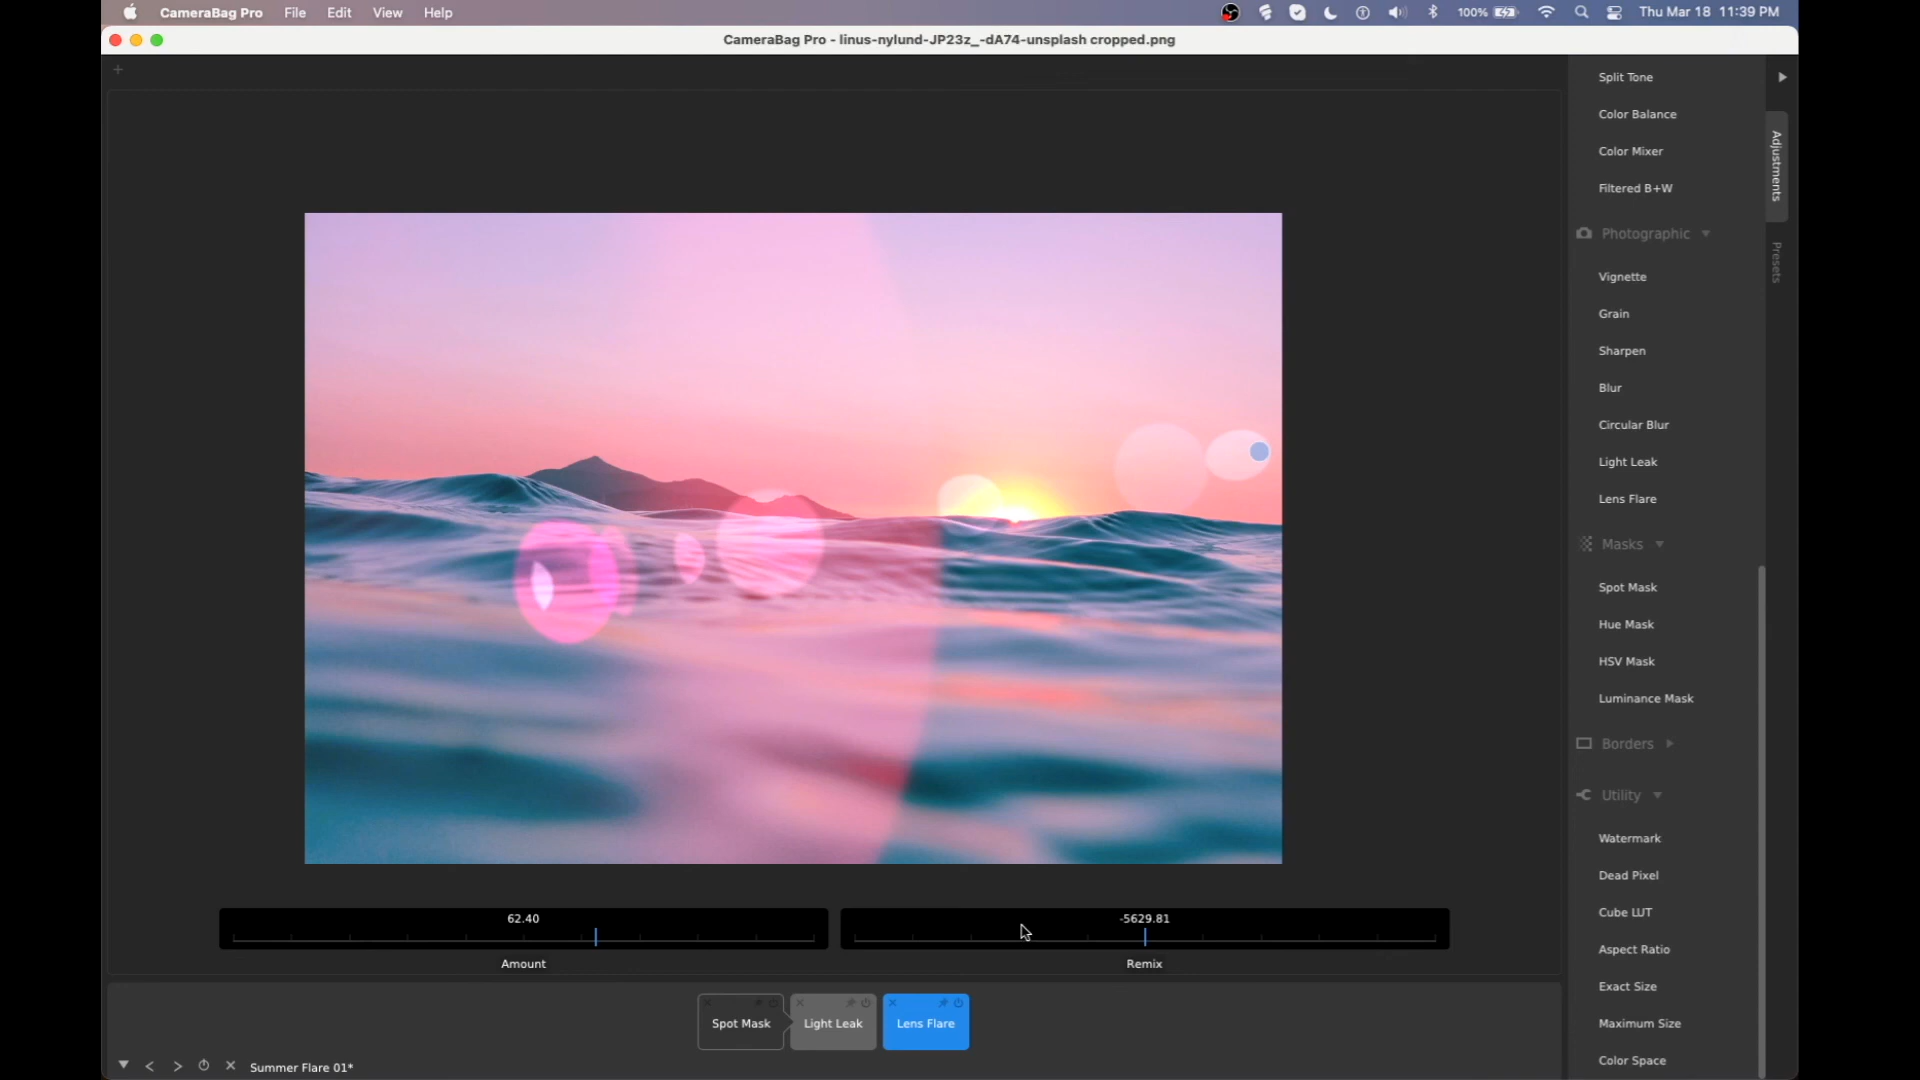 CameraBag Pro File Edit View Help 100% Thu Mar 18 11:39 PM
CameraBag Pro - linus-nylund-JP23z_-dA74-unsplash cropped.png
Split Tone
Color Balance
Color Mixer
Filtered B+W
Photographic
Vignette
Grain
Sharpen
Blur
Circular Blur
Light Leak
Lens Flare
Masks
Spot Mask
Hue Mask
HSV Mask
Luminance Mask
Borders
Utility
Watermark
Dead Pixel
Cube LUT
Aspect Ratio
Exact Size
Maximum Size
Color Space
Adjustments
Presets
62.40
Amount
-5629.81
Remix
Spot Mask
Light Leak
Lens Flare
Summer Flare 01*